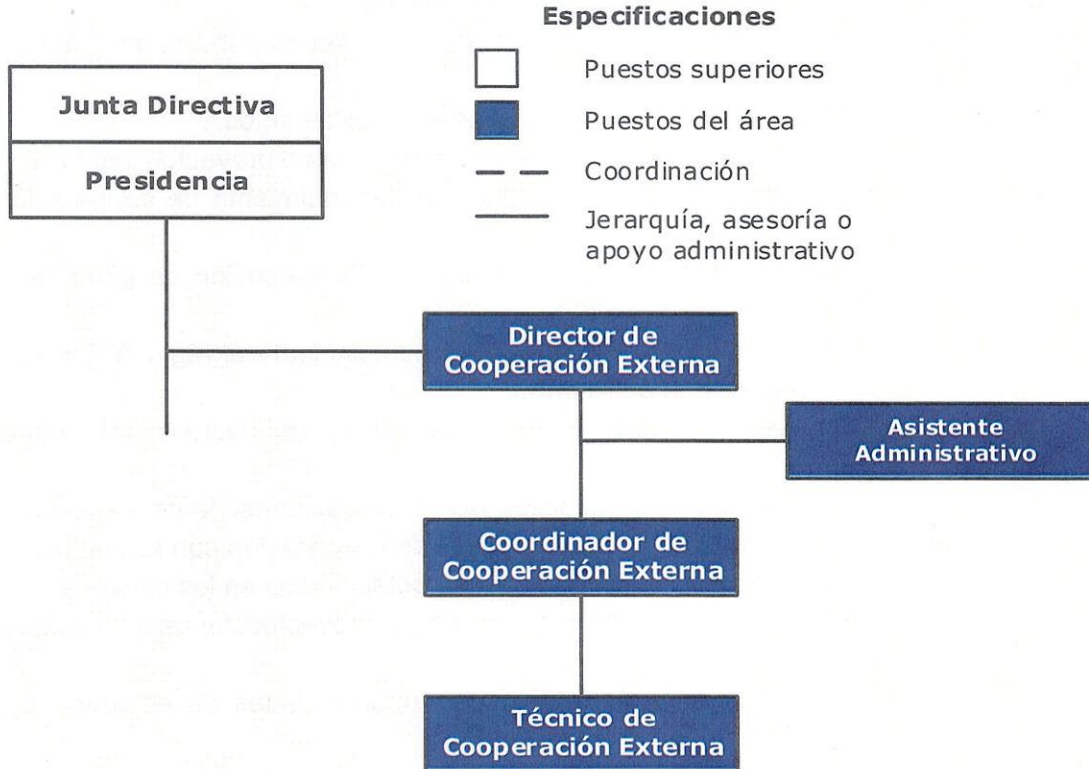 Especificaciones
Puestos superiores
Puestos del área
Coordinación
Jerarquía, asesoría o
apoyo administrativo
Junta Directiva
Presidencia
Director de
Cooperación Externa
Asistente
Administrativo
Coordinador de
Cooperación Externa
Técnico de
Cooperación Externa